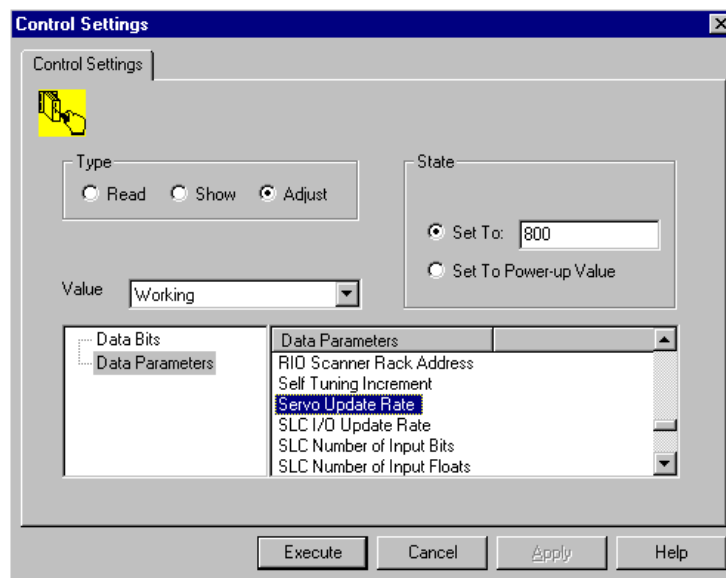 Control Settings
Control Settings
Type
Read Show Adjust
State
Set To: 800
Set To Power-up Value
Value Working
Data Bits
Data Parameters
Data Parameters
RIO Scanner Rack Address
Self Tuning Increment
Servo Update Rate
SLC I/O Update Rate
SLC Number of Input Bits
SLC Number of Input Floats
Execute Cancel Apply Help